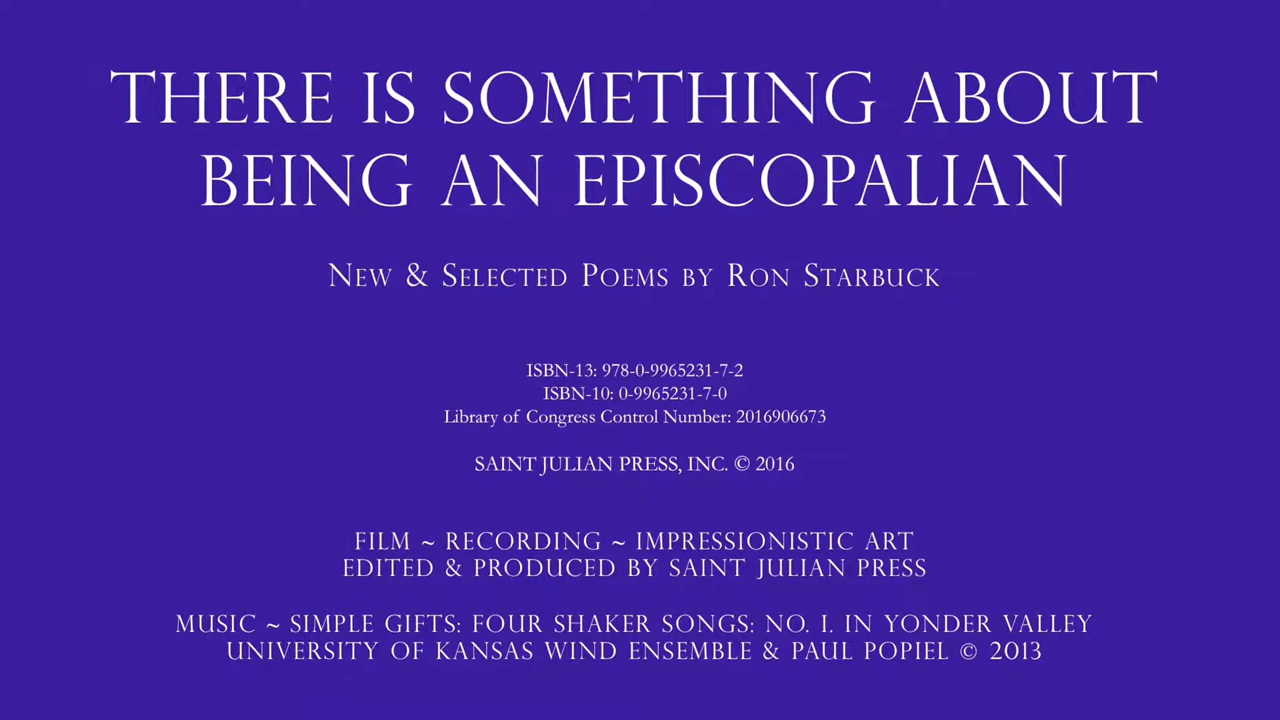 THERE IS SOMETHING ABOUT
BEING AN EPISCOPALIAN
NEW & SELECTED POEMS BY RON STARBUCK
ISBN-13: 978-0-9965231-7-2
ISBN-10: 0-9965231-7-0
Library of Congress Control Number: 2016906673
SAINT JULIAN PRESS, INC. © 2016
FILM ~ RECORDING ~ IMPRESSIONISTIC ART
EDITED & PRODUCED BY SAINT JULIAN PRESS
MUSIC ~ SIMPLE GIFTS: FOUR SHAKER SONGS: NO. I. IN YONDER VALLEY
UNIVERSITY OF KANSAS WIND ENSEMBLE & PAUL POPIEL © 2013